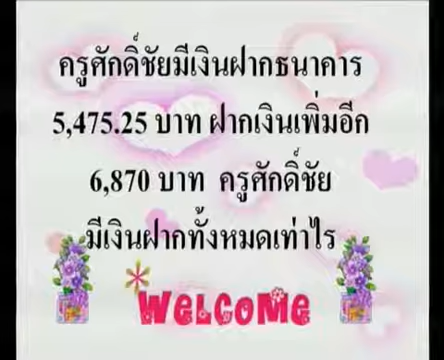 ครูศักดิ์ชัยมีเงินฝากธนาคาร
5,475.25 บาท ฝากเงินเพิ่มอีก
6,870 บาท ครูศักดิ์ชัย
มีเงินฝากทั้งหมดเท่าไร
WELCOME